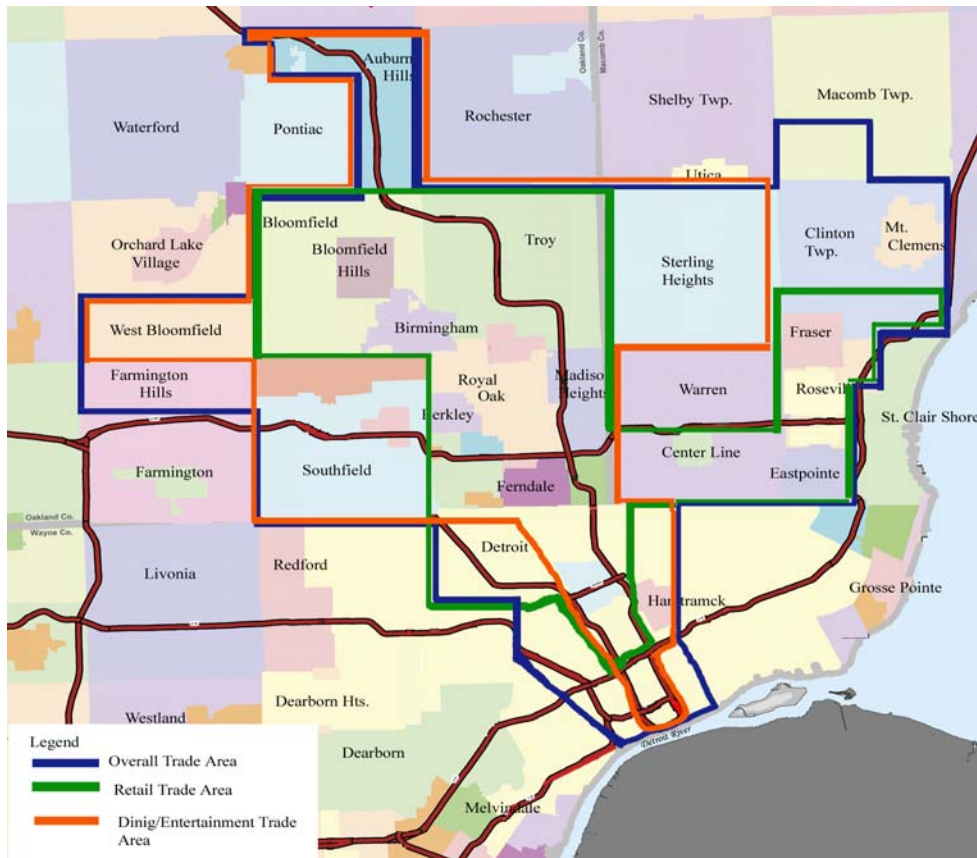 Auburn
Hills
Oakland Co.
Macomb Co.
Shelby Twp.
Macomb Twp.
Waterford
Pontiac
Rochester
Utica
Bloomfield
Orchard Lake
Village
Bloomfield
Hills
Troy
Sterling
Heights
Clinton
Twp.
Mt.
Clemens
West Bloomfield
Birmingham
Fraser
Farmington
Hills
Royal
Oak
Madison
Heights
Warren
Rosevil
Berkley
St. Clair Shore
Center Line
Southfield
Eastpointe
Farmington
Ferndale
Oakland Co.
Wayne Co.
Detroit
Livonia
Redford
Hamtramck
Grosse Pointe
Dearborn Hts.
Westland
Detroit River
Dearborn
Melvindale
Legend
Overall Trade Area
Retail Trade Area
Dinig/Entertainment Trade
Area